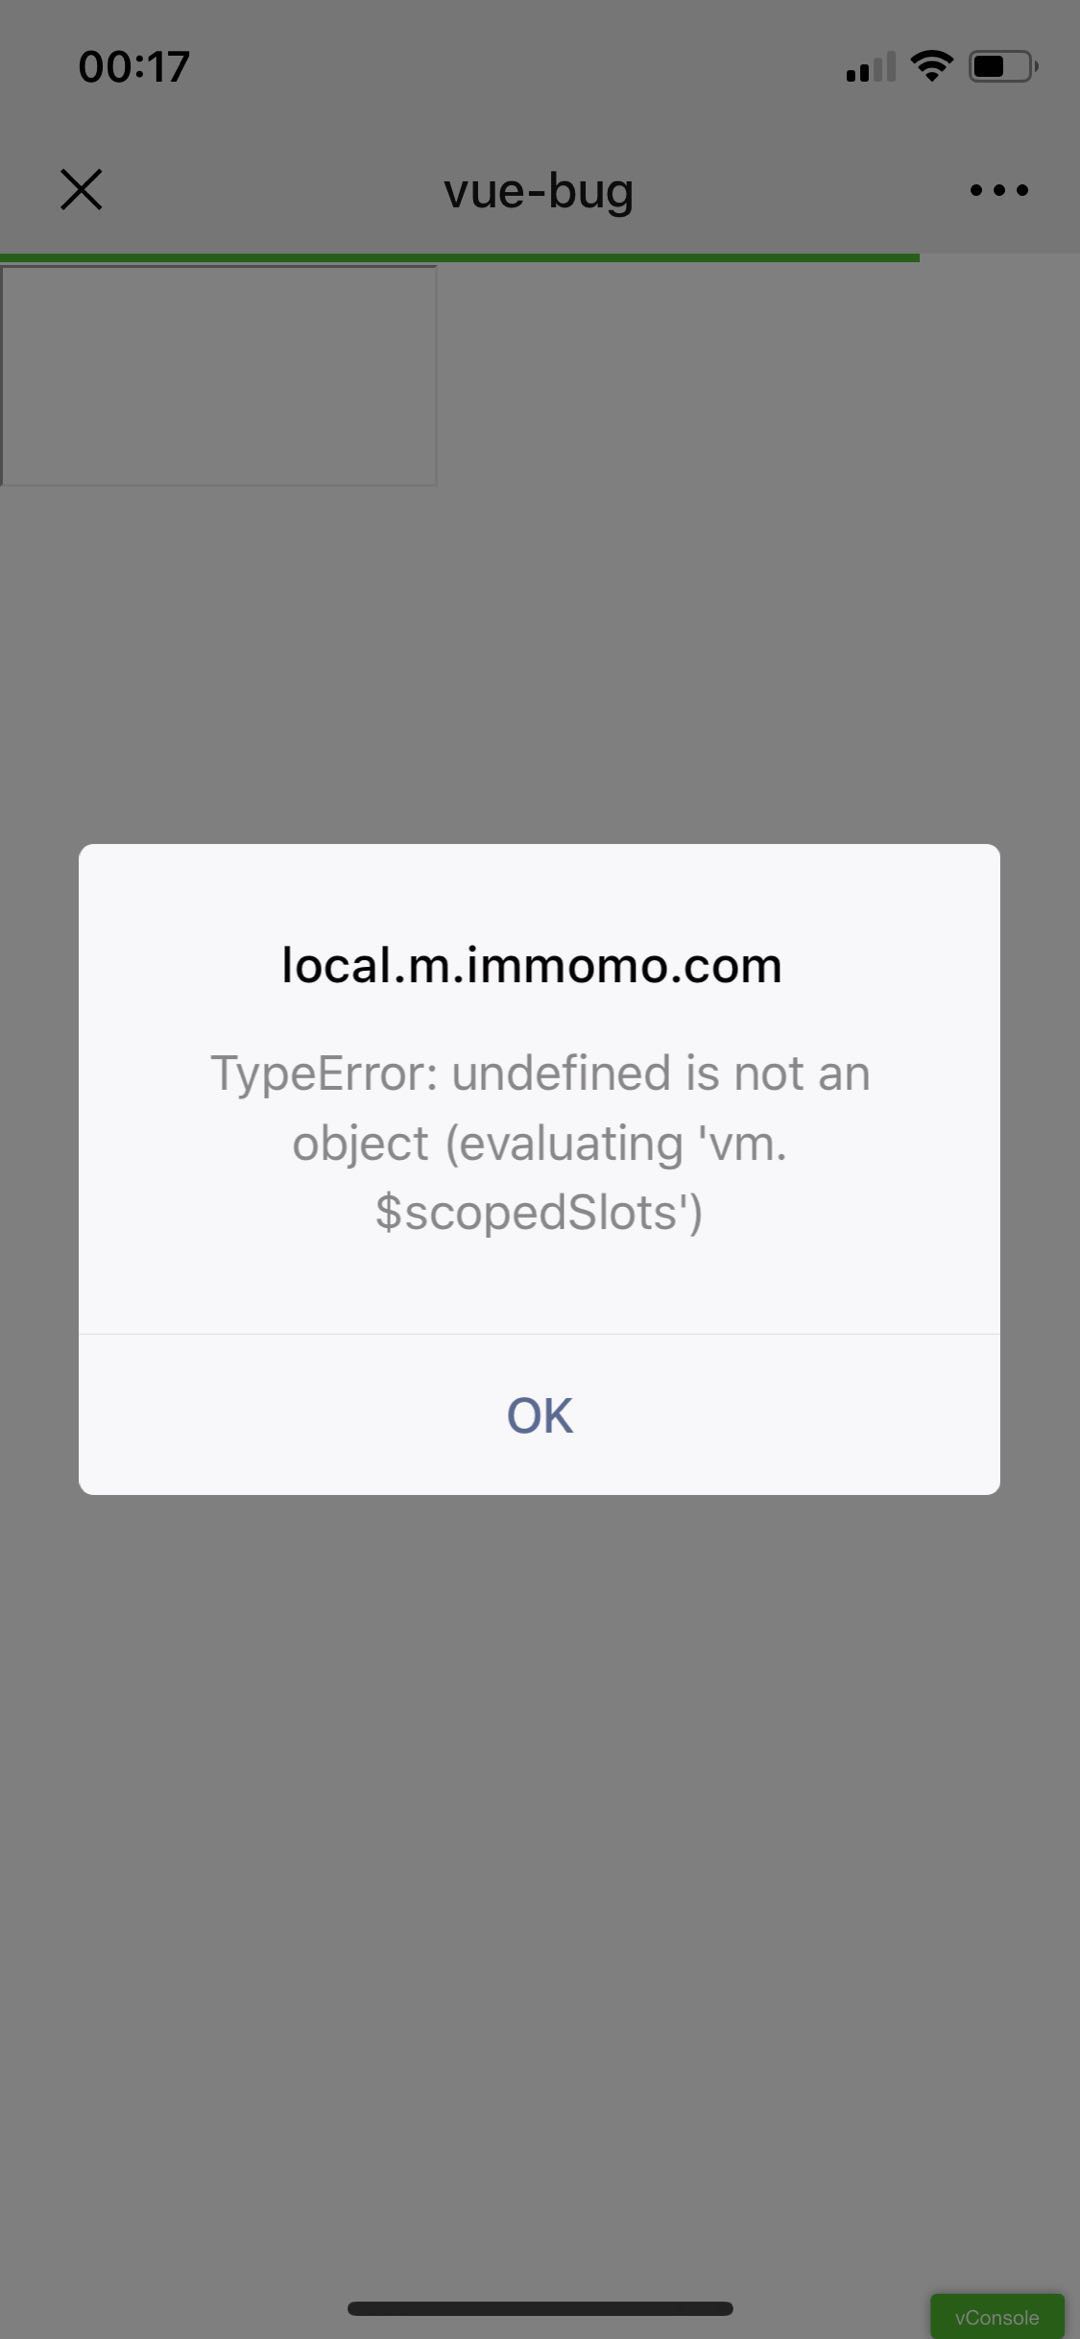 00:17
vue-bug
local.m.immomo.com
TypeError: undefined is not an
object (evaluating 'vm.
$scopedSlots')
OK
vConsole